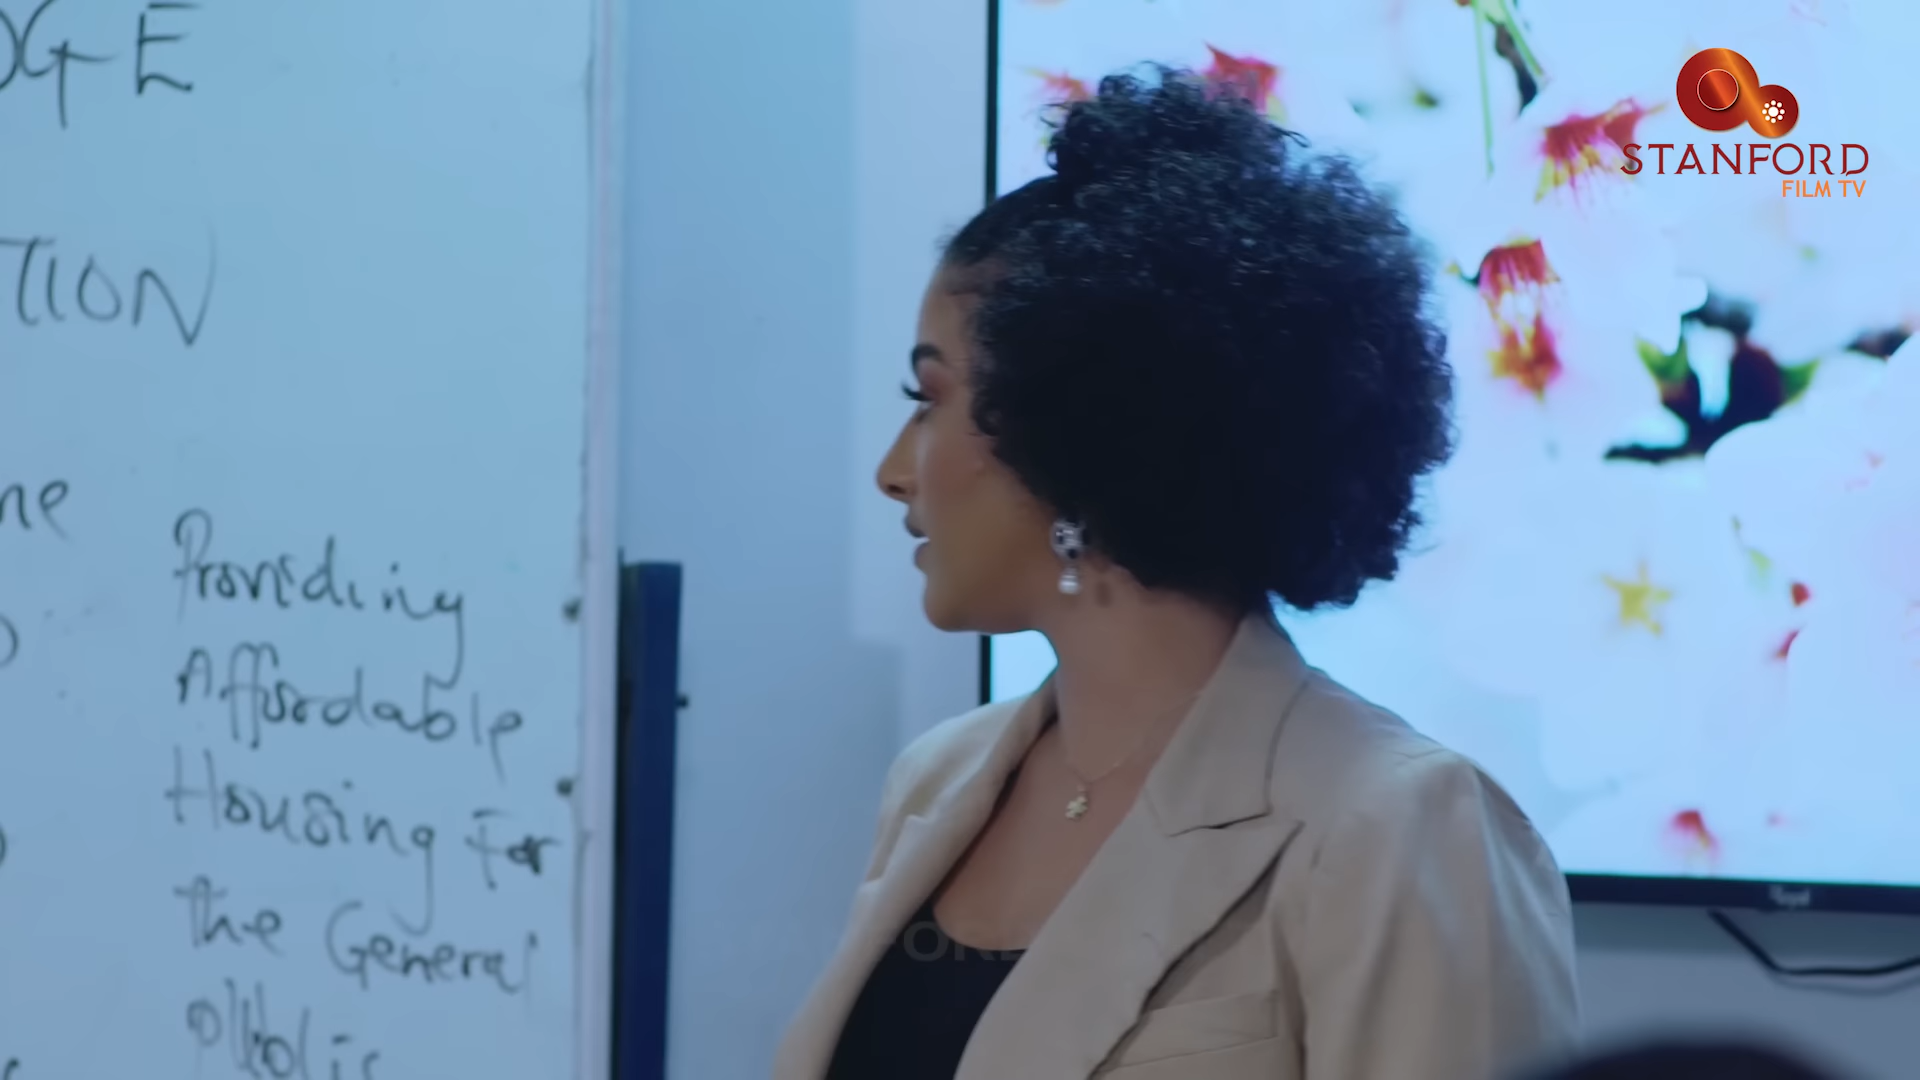 OGE
TION
ne
Providing
Affordable
Housing For
the General
STANFORD
FILM TV